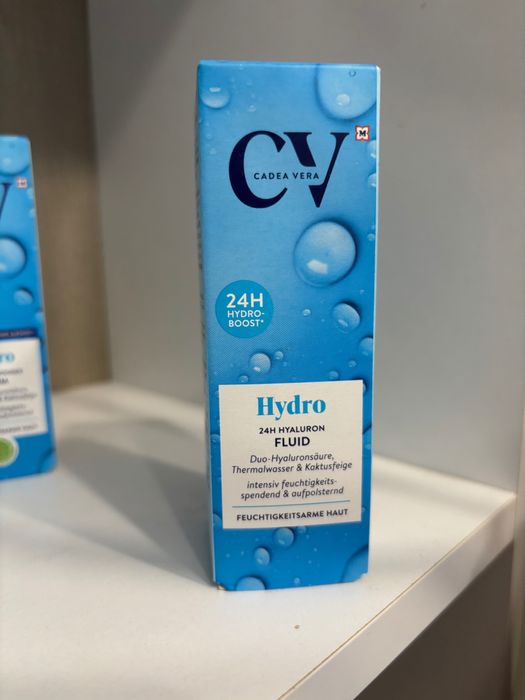 CV
M
CADEA VERA
24H
HYDRO-
BOOST*
Hydro
24H HYALURON
FLUID
Duo-Hyaluronsäure,
Thermalwasser & Kaktusfeige
intensiv feuchtigkeits-
spendend & aufpolsternd
FEUCHTIGKEITSARME HAUT